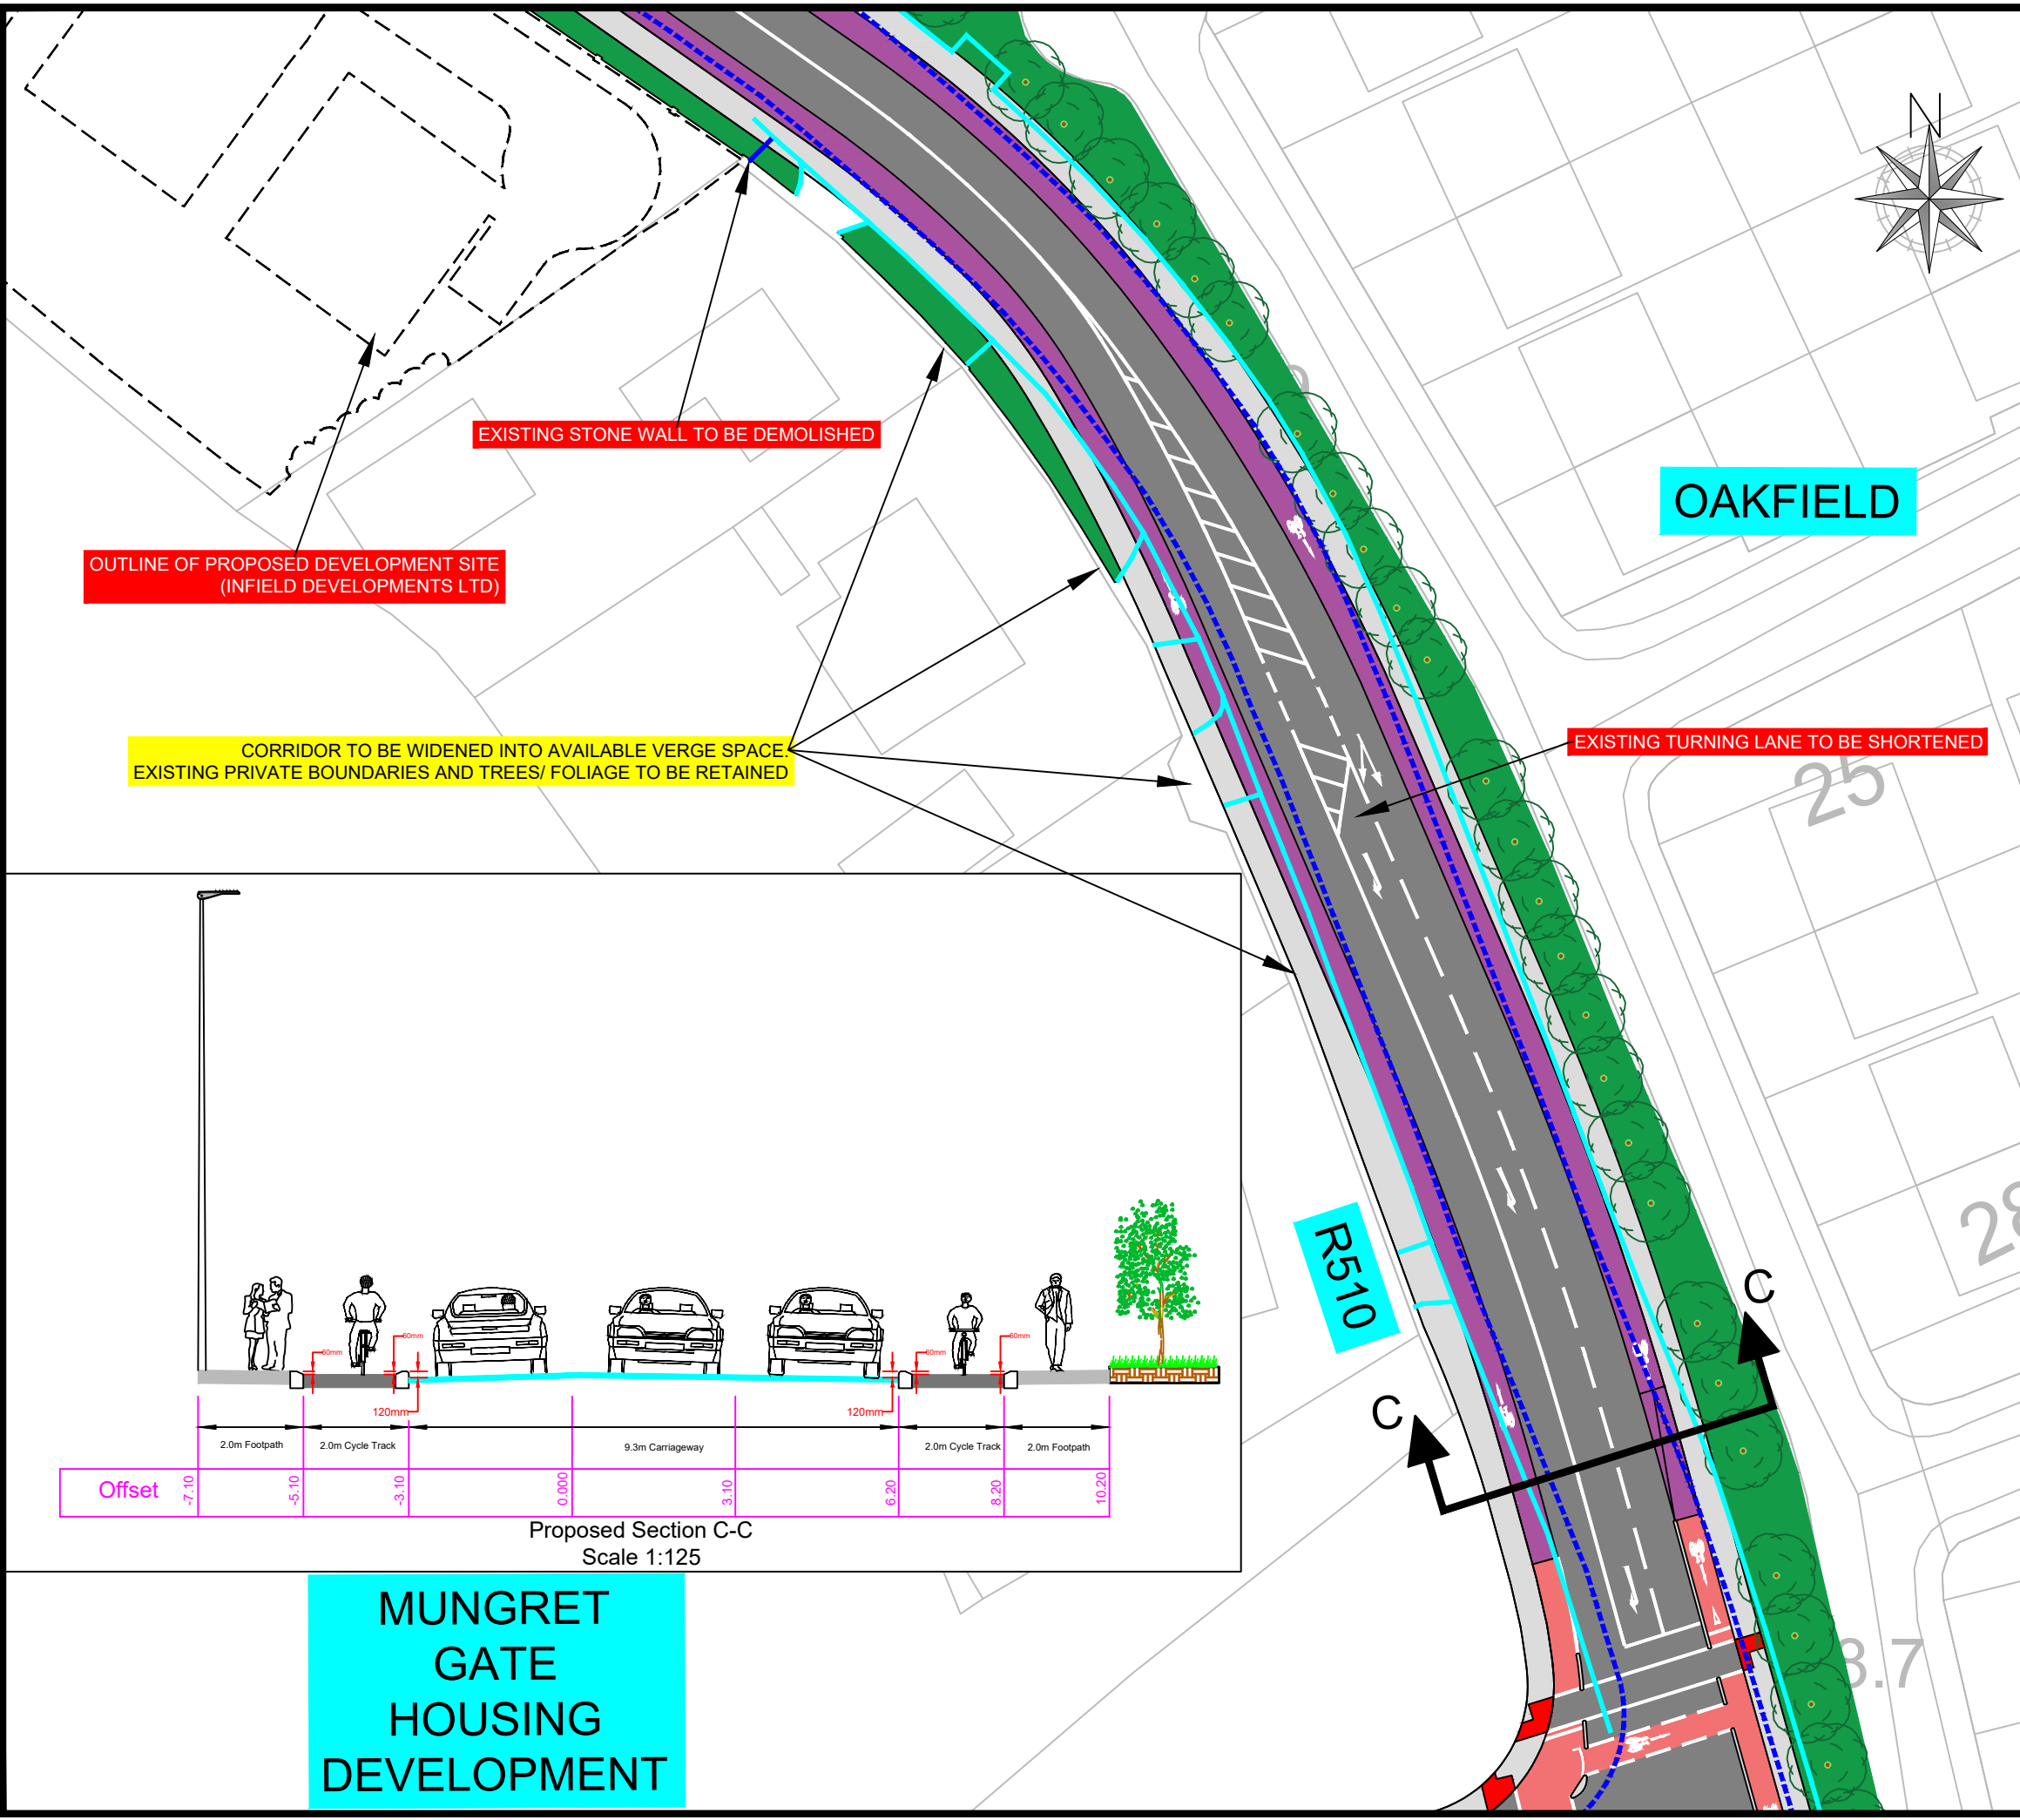 N
OAKFIELD
EXISTING STONE WALL TO BE DEMOLISHED
OUTLINE OF PROPOSED DEVELOPMENT SITE
(INFIELD DEVELOPMENTS LTD)
CORRIDOR TO BE WIDENED INTO AVAILABLE VERGE SPACE.
EXISTING PRIVATE BOUNDARIES AND TREES/ FOLIAGE TO BE RETAINED
EXISTING TURNING LANE TO BE SHORTENED
25
28
R510
C
C
60mm
60mm
60mm
60mm
120mm
120mm
2.0m Footpath
2.0m Cycle Track
9.3m Carriageway
2.0m Cycle Track
2.0m Footpath
Offset
-7.10
-5.10
-3.10
0.000
3.10
6.20
8.20
10.20
Proposed Section C-C
Scale 1:125
MUNGRET
GATE
HOUSING
DEVELOPMENT